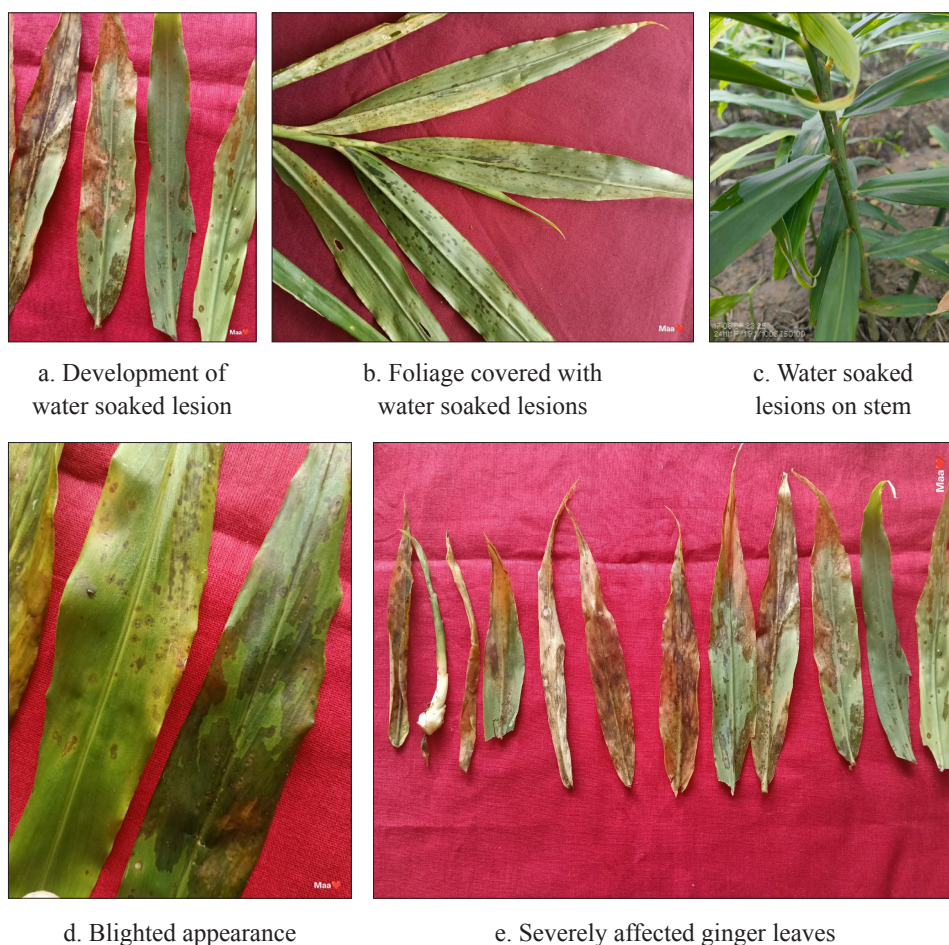 Maa❤
Maa❤
a. Development of
water soaked lesion
b. Foliage covered with
water soaked lesions
c. Water soaked
lesions on stem
Maa❤
Maa❤
d. Blighted appearance
e. Severely affected ginger leaves